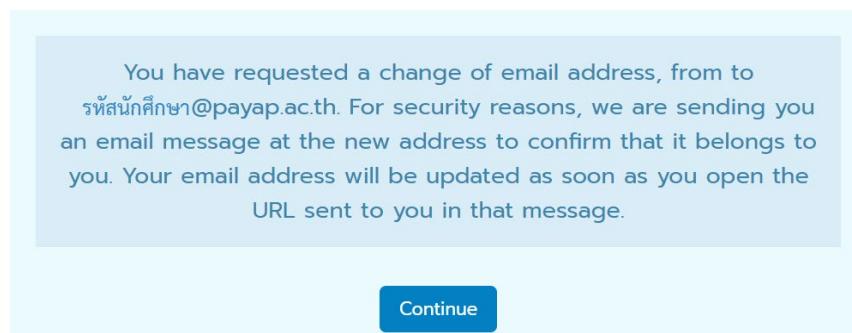 You have requested a change of email address, from to
รหัสนักศึกษา@payap.ac.th. For security reasons, we are sending you
an email message at the new address to confirm that it belongs to
you. Your email address will be updated as soon as you open the
URL sent to you in that message.
Continue